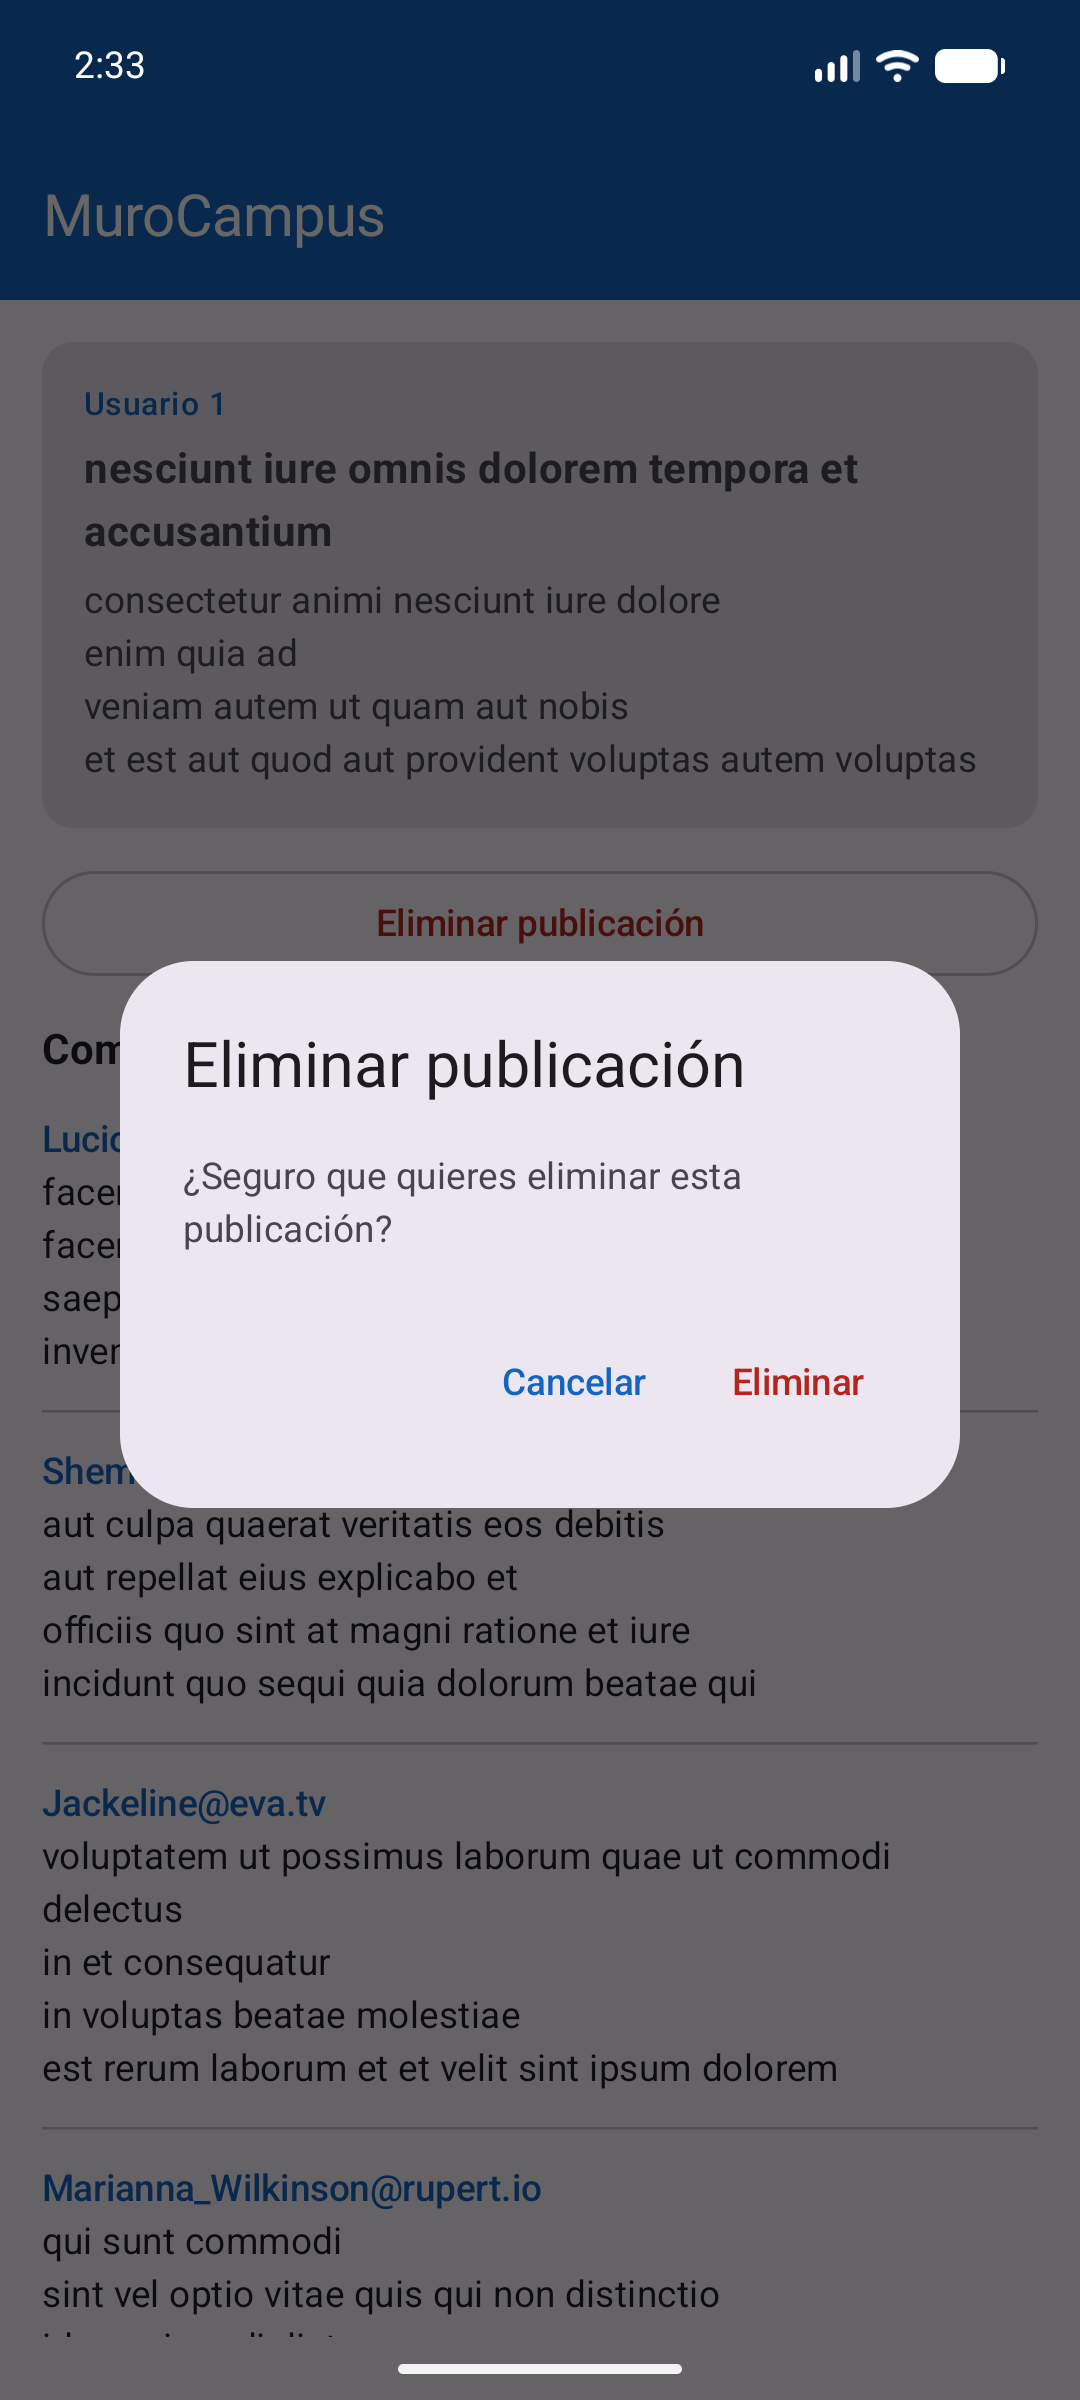 2:33
MuroCampus
Usuario 1
nesciunt iure omnis dolorem tempora et
accusantium
consectetur animi nesciunt iure dolore
enim quia ad
veniam autem ut quam aut nobis
et est aut quod aut provident voluptas autem voluptas
Eliminar publicación
Eliminar publicación
¿Seguro que quieres eliminar esta
publicación?
Cancelar
Eliminar
aut culpa quaerat veritatis eos debitis
aut repellat eius explicabo et
officiis quo sint at magni ratione et iure
incidunt quo sequi quia dolorum beatae qui
Jackeline@eva.tv
voluptatem ut possimus laborum quae ut commodi
delectus
in et consequatur
in voluptas beatae molestiae
est rerum laborum et et velit sint ipsum dolorem
Marianna_Wilkinson@rupert.io
qui sunt commodi
sint vel optio vitae quis qui non distinctio